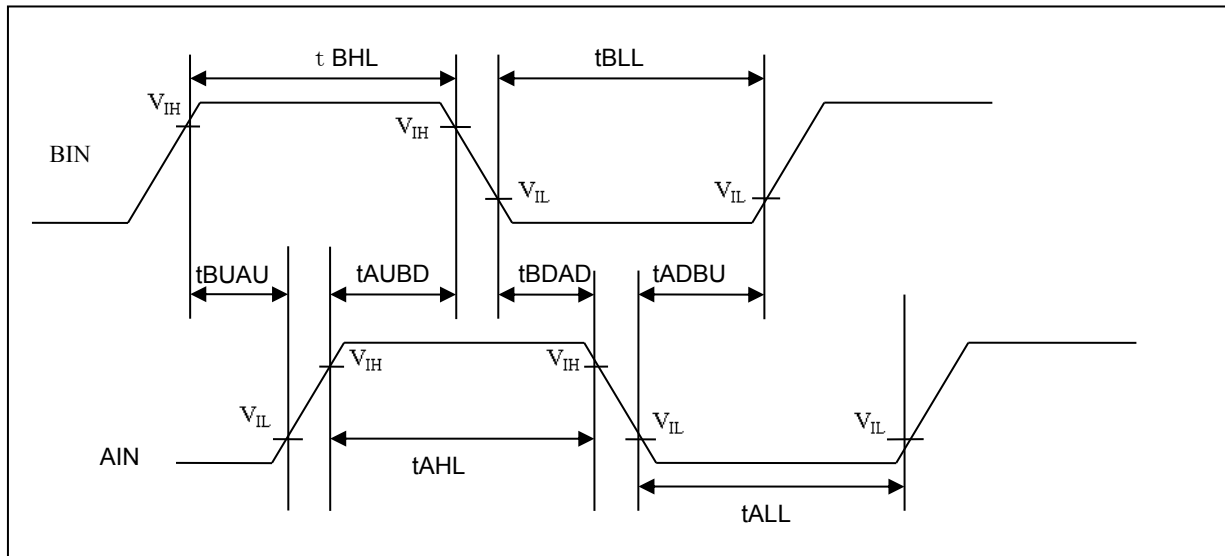 t BHL
tBLL
VIH
VIH
BIN
VIL
VIL
tBUAU
tAUBD
tBDAD
tADBU
VIH
VIH
VIL
VIL
VIL
AIN
tAHL
tALL